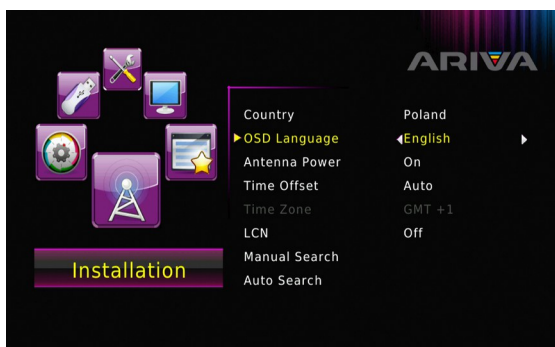 ARIVA
Country Poland
OSD Language English
Antenna Power On
Time Offset Auto
Time Zone GMT +1
LCN Off
Manual Search
Auto Search
Installation